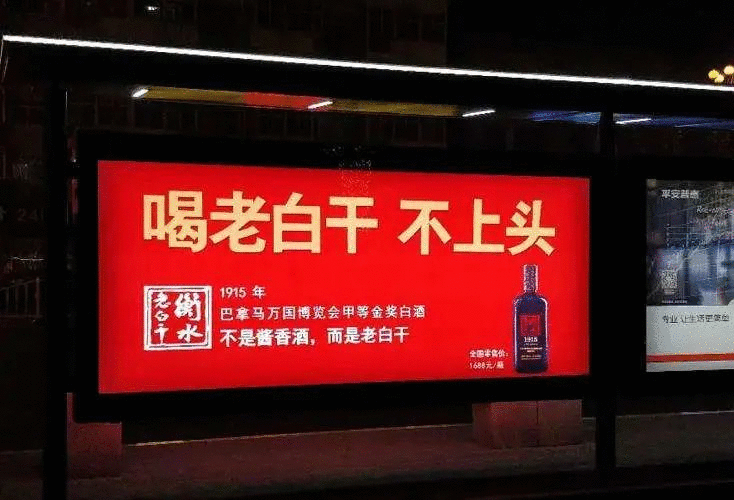 喝老白干 不上头
衡水
老白干
1915 年
巴拿马万国博览会甲等金奖白酒
不是酱香酒，而是老白干
1915
全国零售价：
1688元/瓶
平安普惠
专业 让生活更简单